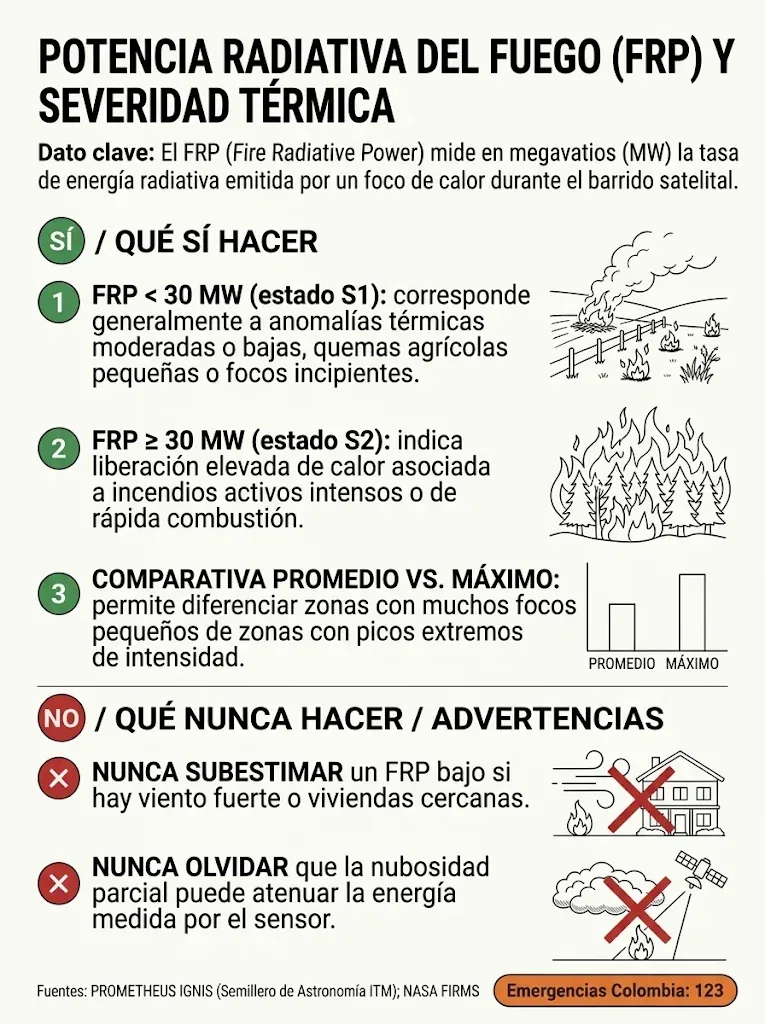 POTENCIA RADIATIVA DEL FUEGO (FRP) Y
SEVERIDAD TÉRMICA
Dato clave: El FRP (Fire Radiative Power) mide en megavatios (MW) la tasa
de energía radiativa emitida por un foco de calor durante el barrido satelital.
SÍ / QUÉ SÍ HACER
1 FRP < 30 MW (estado S1): corresponde
generalmente a anomalías térmicas
moderadas o bajas, quemas agrícolas
pequeñas o focos incipientes.
2 FRP ≥ 30 MW (estado S2): indica
liberación elevada de calor asociada
a incendios activos intensos o de
rápida combustión.
3 COMPARATIVA PROMEDIO VS. MÁXIMO:
permite diferenciar zonas con muchos focos
pequeños de zonas con picos extremos
de intensidad.
PROMEDIO MÁXIMO
NO / QUÉ NUNCA HACER / ADVERTENCIAS
NUNCA SUBESTIMAR un FRP bajo si
hay viento fuerte o viviendas cercanas.
NUNCA OLVIDAR que la nubosidad
parcial puede atenuar la energía
medida por el sensor.
Fuentes: PROMETHEUS IGNIS (Semillero de Astronomía ITM); NASA FIRMS
Emergencias Colombia: 123